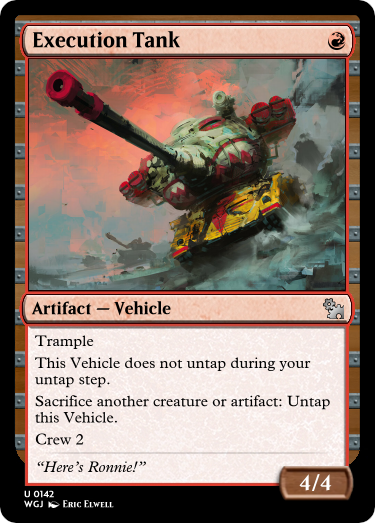 Execution Tank
Artifact — Vehicle
Trample
This Vehicle does not untap during your
untap step.
Sacrifice another creature or artifact: Untap
this Vehicle.
Crew 2
“Here’s Ronnie!”
4/4
U 0142
WGJ Eric Elwell